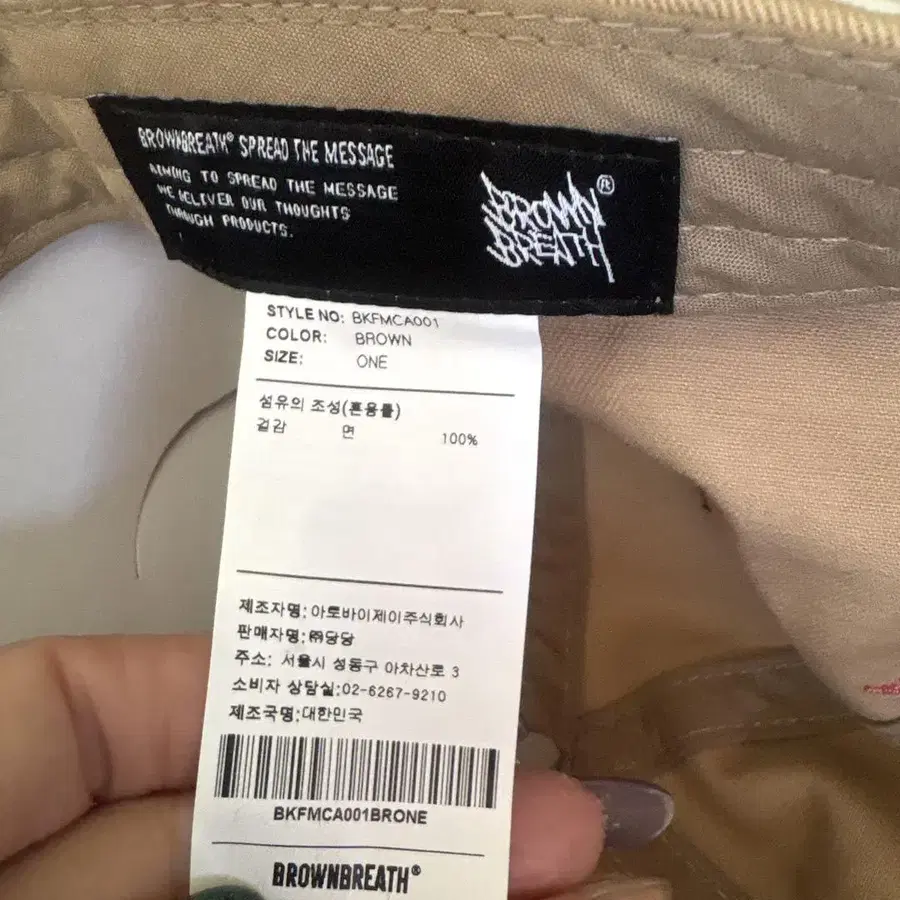 BROWNBREATH® SPREAD THE MESSAGE
AIMING TO SPREAD THE MESSAGE
WE DELIVER OUR THOUGHTS
THROUGH PRODUCTS.
BROWN ®
BREATH
STYLE NO: BKFMCA001
COLOR: BROWN
SIZE: ONE
섬유의 조성(혼용률)
겉감 면 100%
제조자명: 아토바이제이주식회사
판매자명: ㈜당당
주소: 서울시 성동구 아차산로 3
소비자 상담실:02-6267-9210
제조국명:대한민국
BKFMCA001BRONE
BROWNBREATH®